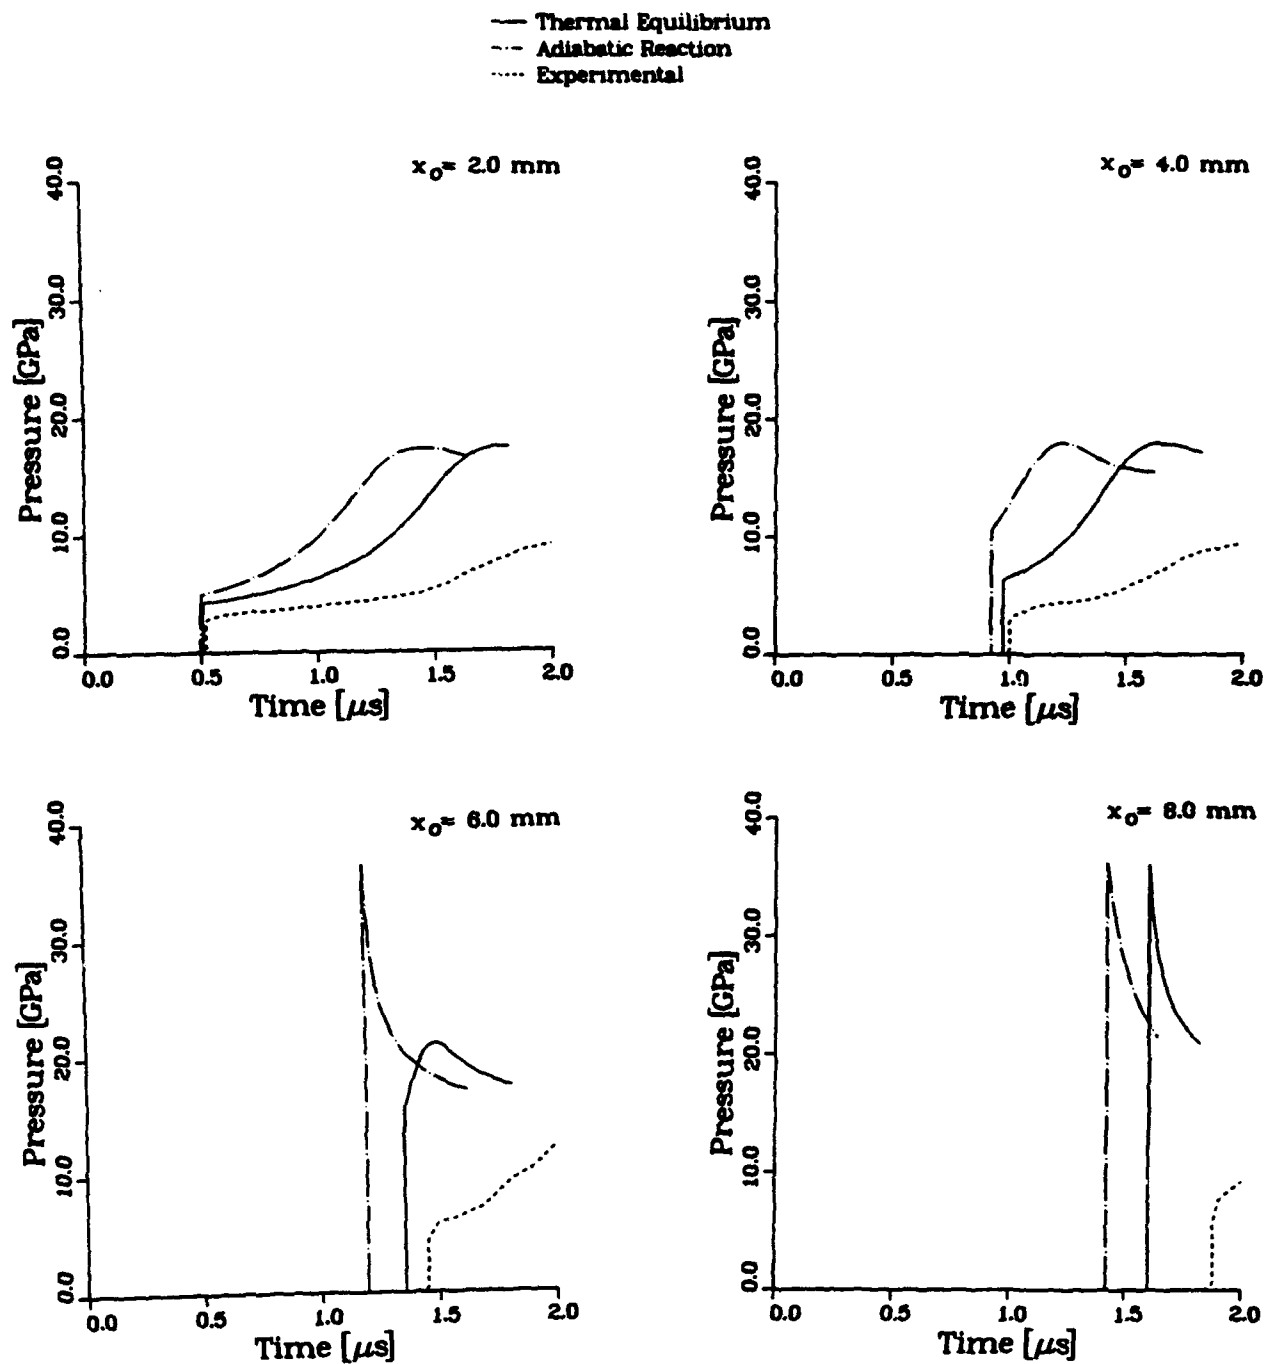 Thermal Equilibrium
Adiabatic Reaction
Experimental
x₀= 2.0 mm
40.0
30.0
20.0
10.0
0.0
Pressure [GPa]
0.0 0.5 1.0 1.5 2.0
Time [μs]
x₀= 4.0 mm
40.0
30.0
20.0
10.0
0.0
Pressure [GPa]
0.0 0.5 1.0 1.5 2.0
Time [μs]
x₀= 6.0 mm
40.0
30.0
20.0
10.0
0.0
Pressure [GPa]
0.0 0.5 1.0 1.5 2.0
Time [μs]
x₀= 8.0 mm
40.0
30.0
20.0
10.0
0.0
Pressure [GPa]
0.0 0.5 1.0 1.5 2.0
Time [μs]